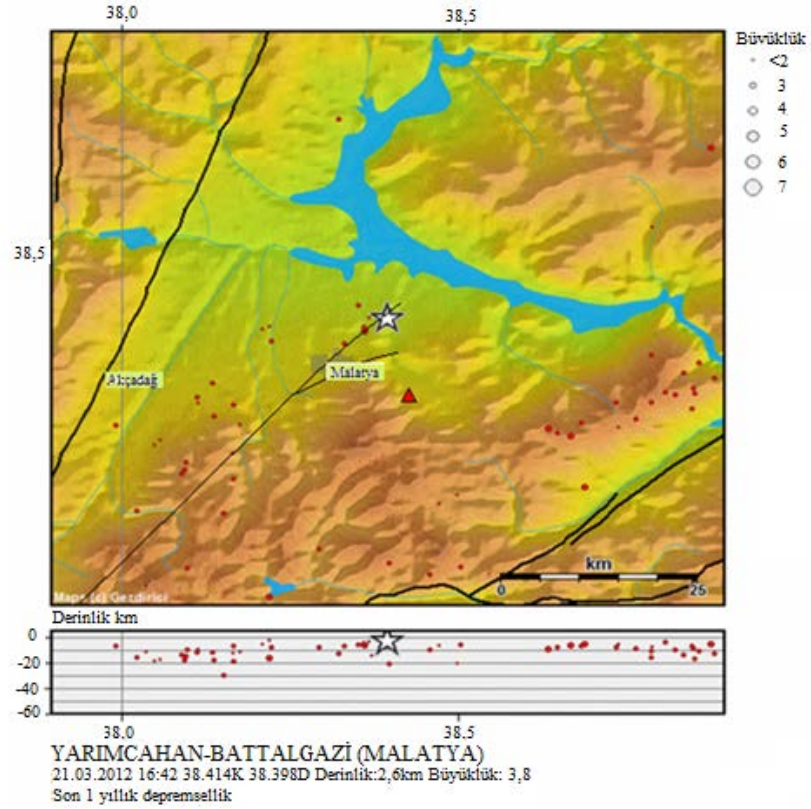 38,0 38,5
Büvüklük
<2
3
4
5
6
7
38,5
Akçadağ
Malatya
km
0 25
Maps (c) Gezdirici
Derinlik km
0
-20
-40
-60
38,0 38,5
YARIMCAHAN-BATTALGAZİ (MALATYA)
21.03.2012 16:42 38.414K 38.398D Derinlik:2,6km Büyüklük: 3,8
Son 1 yıllık depremsellik